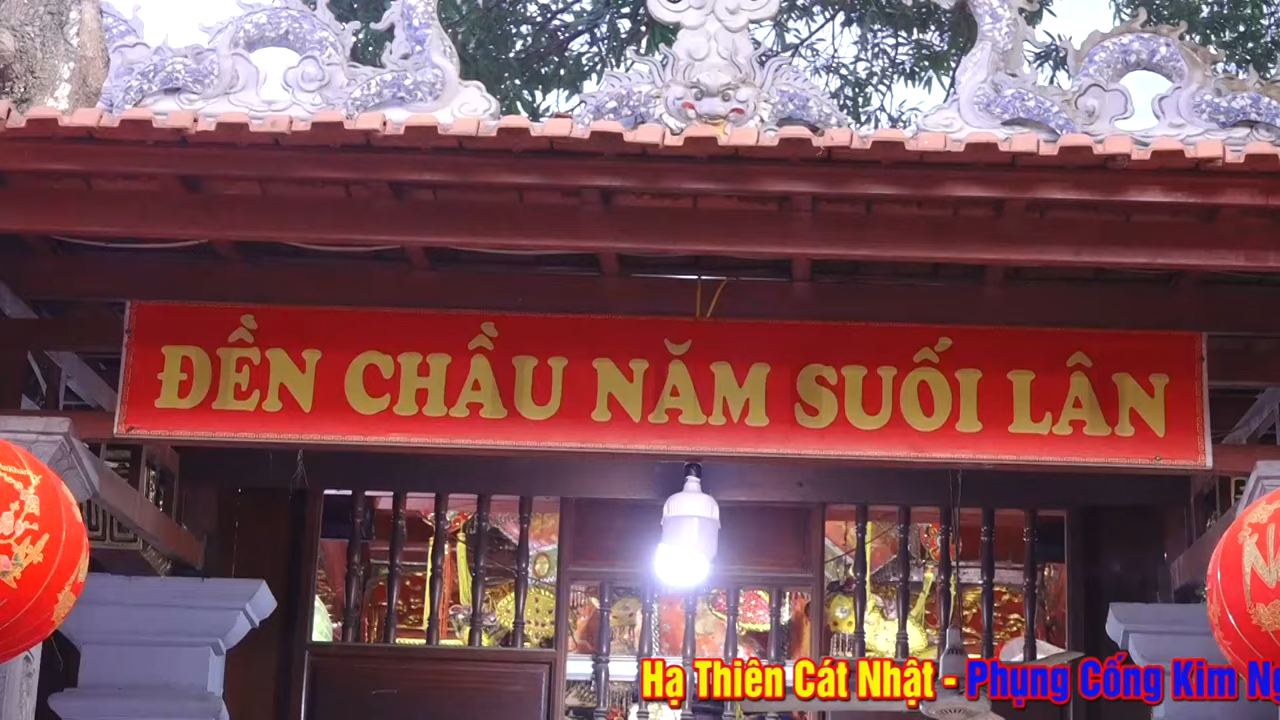 ĐỀN CHẦU NĂM SUỐI LÂN
Hạ Thiên Cát Nhật - Phụng Cống Kim